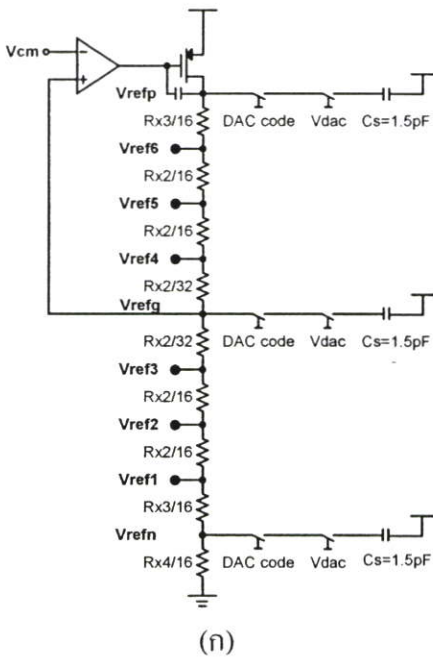 Vcm
Vrefp
Rx3/16
DAC code
Vdac
Cs=1.5pF
Vref6
Rx2/16
Vref5
Rx2/16
Vref4
Rx2/32
Vrefg
DAC code
Vdac
Cs=1.5pF
Rx2/32
Vref3
Rx2/16
Vref2
Rx2/16
Vref1
Rx3/16
Vrefn
DAC code
Vdac
Cs=1.5pF
Rx4/16
(ก)